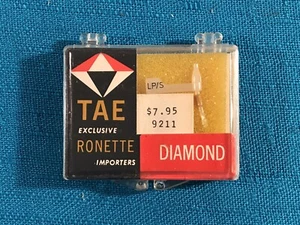 LP/S
TAE
$7.95
9211
EXCLUSIVE
RONETTE
IMPORTERS
DIAMOND